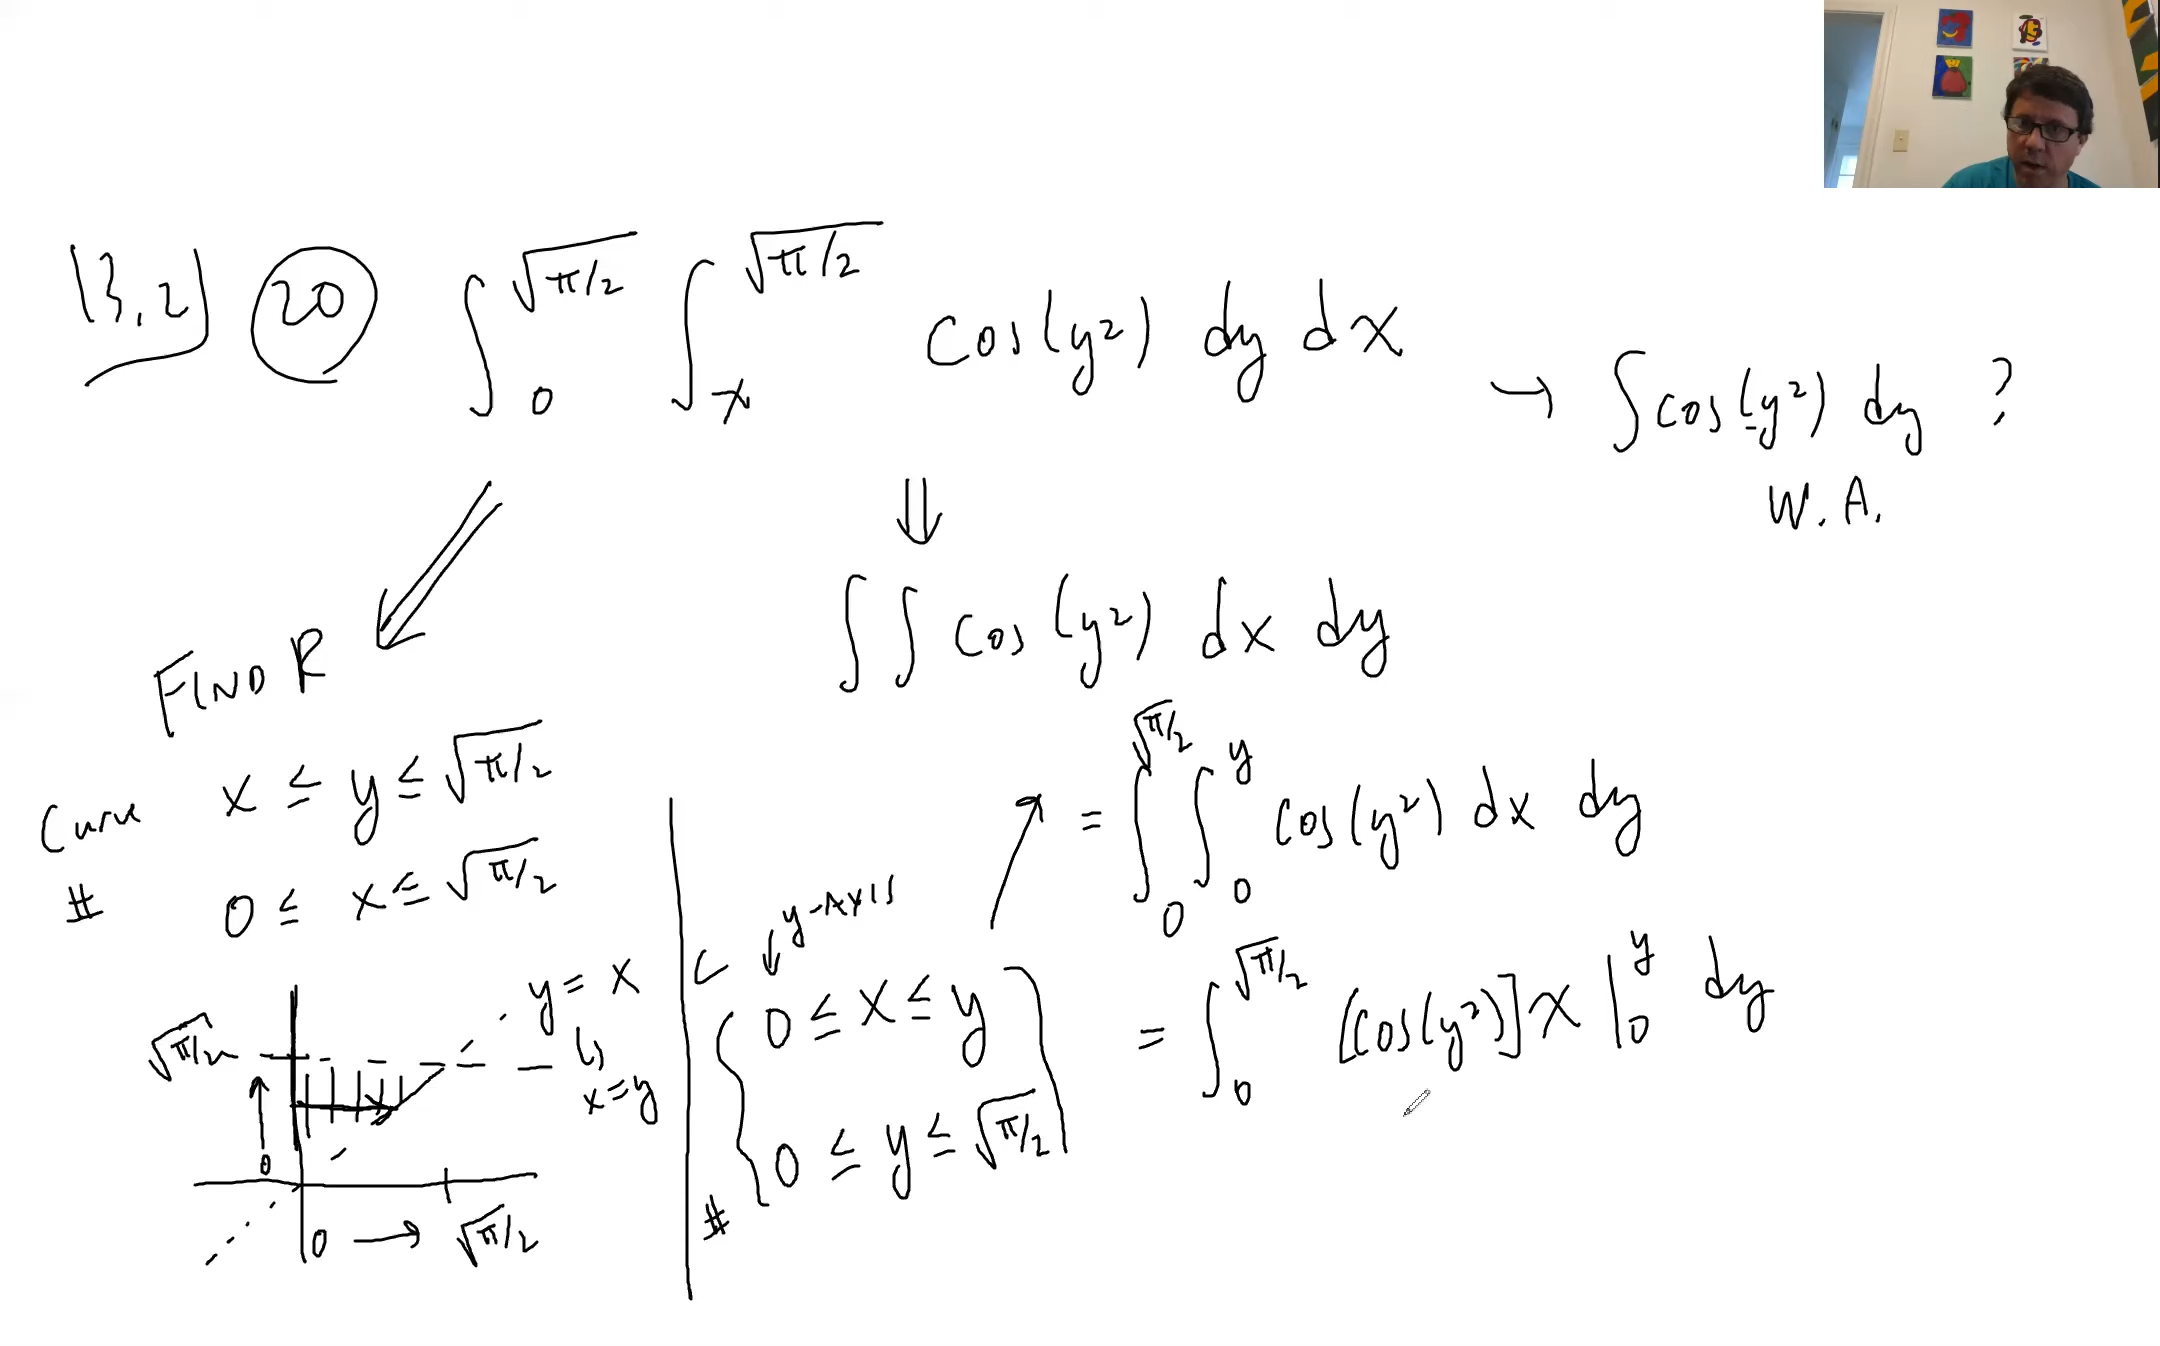 13.2 20 ∫_0^√π/2 ∫_x^√π/2 cos(y²) dy dx → ∫cos(y²) dy ?
W.A.
⇓
∫∫ cos(y²) dx dy
FIND R
Curve x ≤ y ≤ √π/2
# 0 ≤ x ≤ √π/2
y = x
↳ x = y
√π/2
0
0 → √π/2
y-AXIS
C 0 ≤ x ≤ y
# 0 ≤ y ≤ √π/2
= ∫_0^√π/2 ∫_0^y cos(y²) dx dy
= ∫_0^√π/2 [cos(y²)] x |_0^y dy